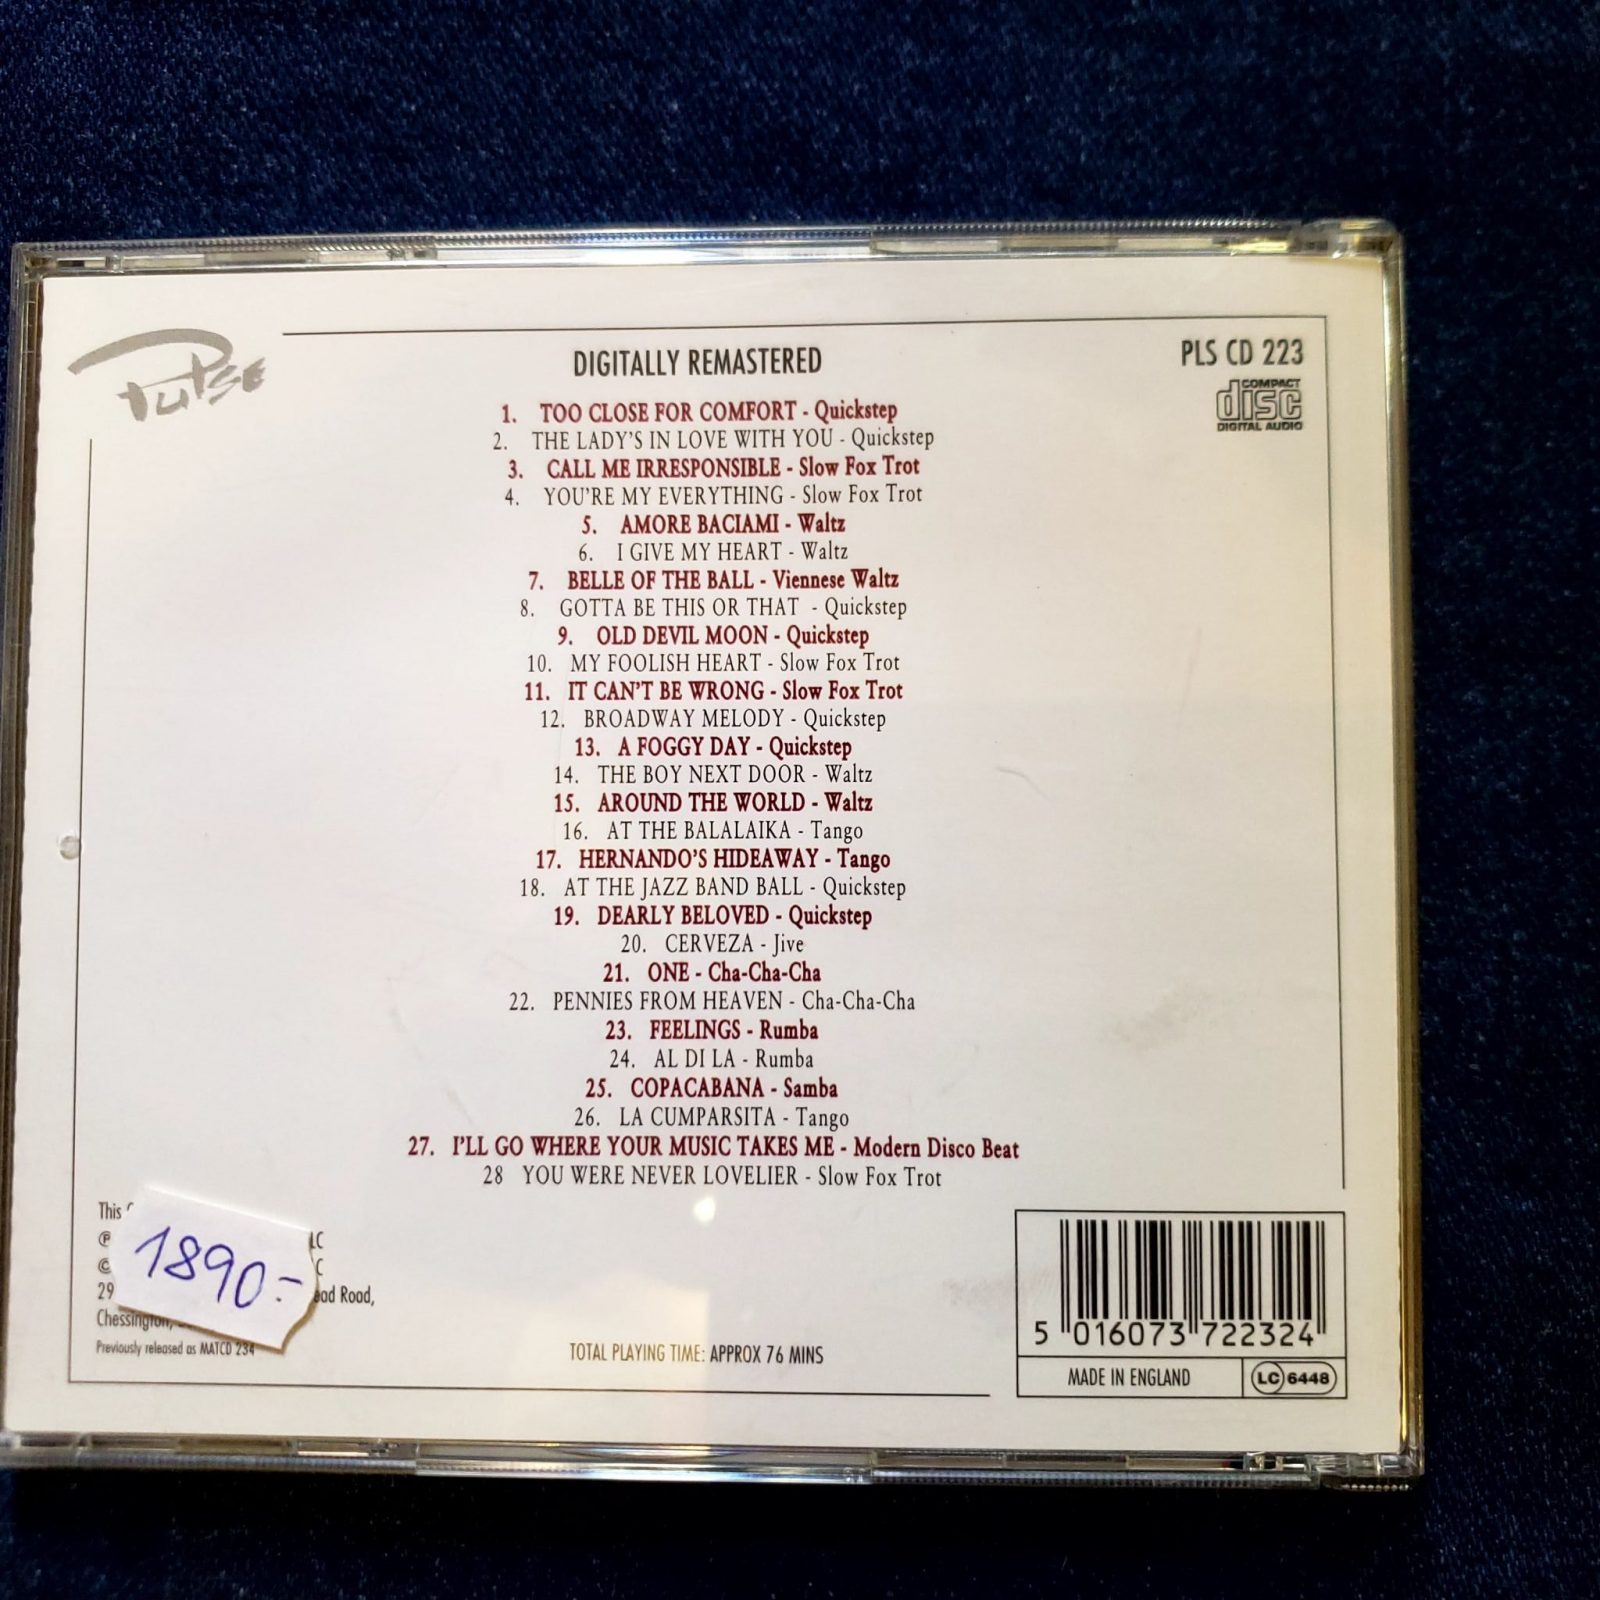 Pulse
DIGITALLY REMASTERED
PLS CD 223
COMPACT
disc
DIGITAL AUDIO
1. TOO CLOSE FOR COMFORT - Quickstep
2. THE LADY'S IN LOVE WITH YOU - Quickstep
3. CALL ME IRRESPONSIBLE - Slow Fox Trot
4. YOU'RE MY EVERYTHING - Slow Fox Trot
5. AMORE BACIAMI - Waltz
6. I GIVE MY HEART - Waltz
7. BELLE OF THE BALL - Viennese Waltz
8. GOTTA BE THIS OR THAT - Quickstep
9. OLD DEVIL MOON - Quickstep
10. MY FOOLISH HEART - Slow Fox Trot
11. IT CAN'T BE WRONG - Slow Fox Trot
12. BROADWAY MELODY - Quickstep
13. A FOGGY DAY - Quickstep
14. THE BOY NEXT DOOR - Waltz
15. AROUND THE WORLD - Waltz
16. AT THE BALALAIKA - Tango
17. HERNANDO'S HIDEAWAY - Tango
18. AT THE JAZZ BAND BALL - Quickstep
19. DEARLY BELOVED - Quickstep
20. CERVEZA - Jive
21. ONE - Cha-Cha-Cha
22. PENNIES FROM HEAVEN - Cha-Cha-Cha
23. FEELINGS - Rumba
24. AL DI LA - Rumba
25. COPACABANA - Samba
26. LA CUMPARSITA - Tango
27. I'LL GO WHERE YOUR MUSIC TAKES ME - Modern Disco Beat
28 YOU WERE NEVER LOVELIER - Slow Fox Trot
This
℗
©
29 Road,
Chessington,
Previously released as MATCD 234
1890.-
TOTAL PLAYING TIME: APPROX 76 MINS
5 016073 722324
MADE IN ENGLAND
LC 6448